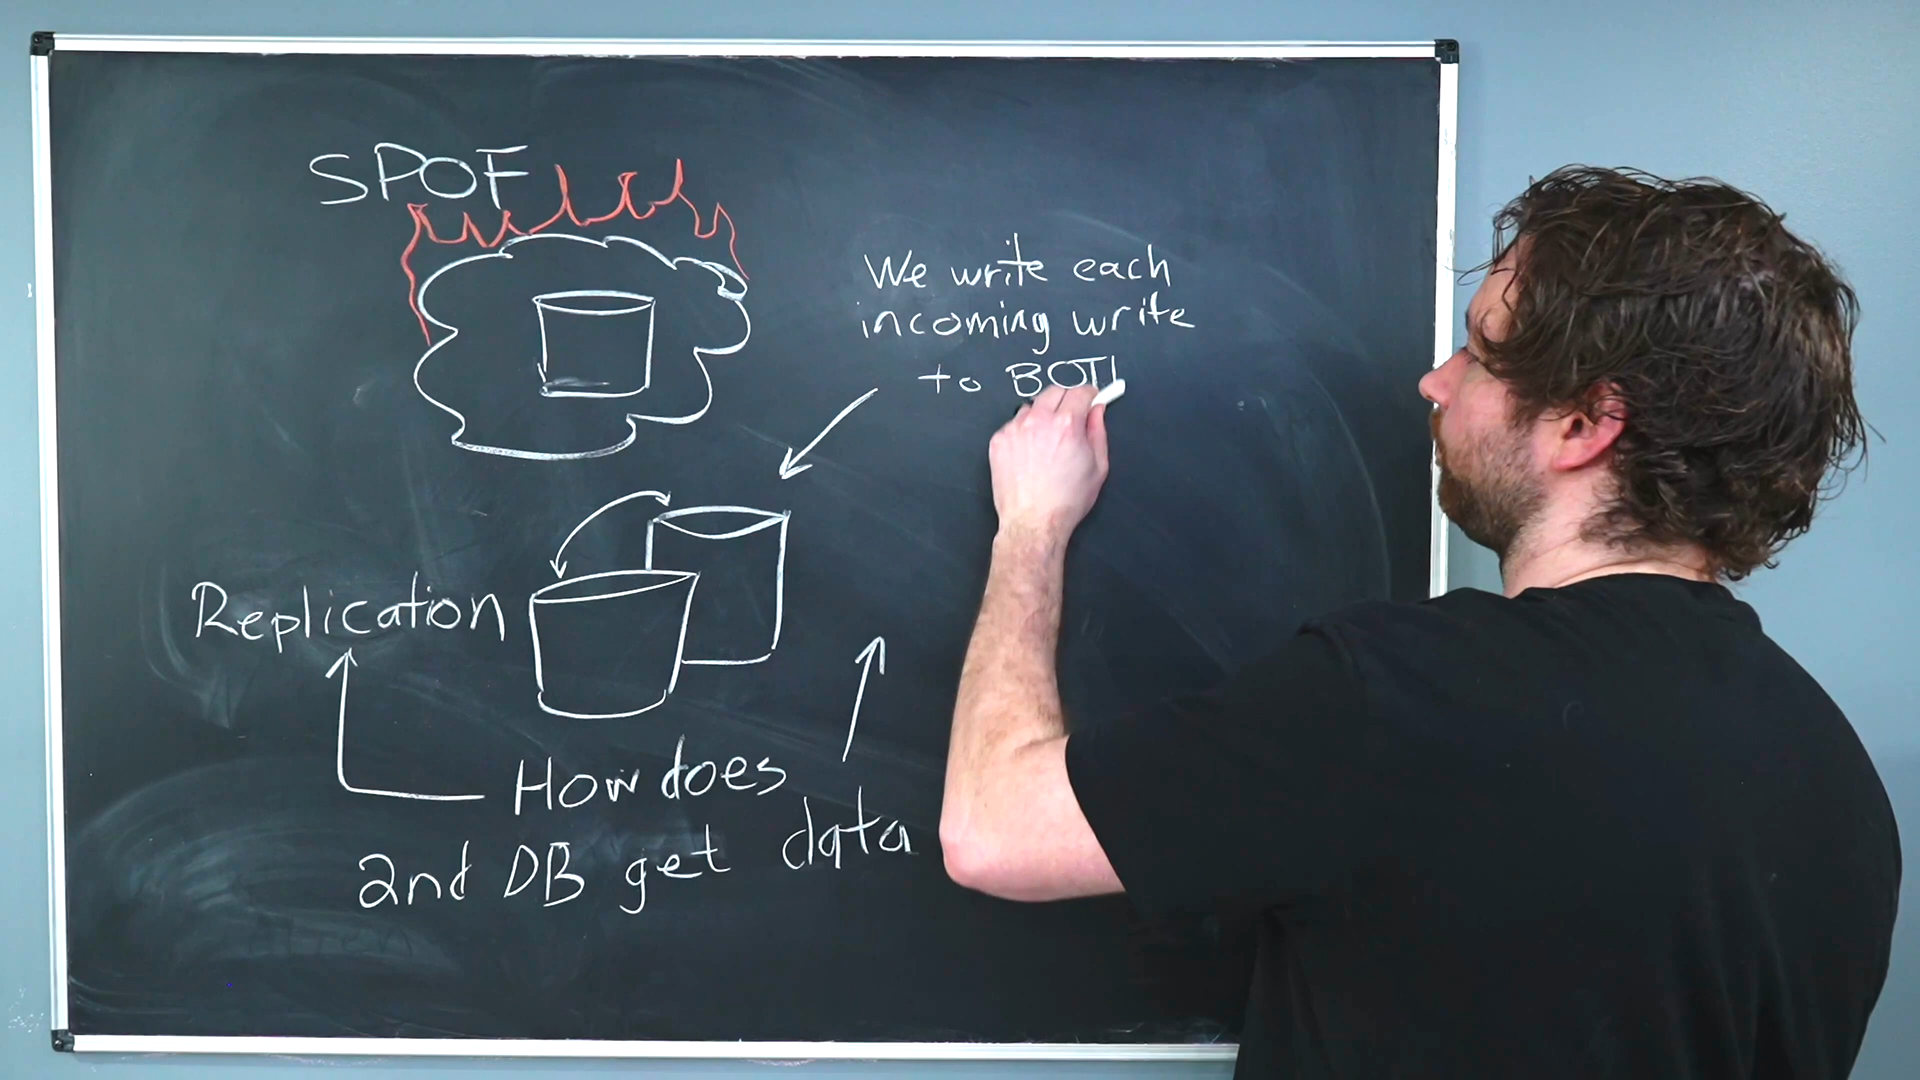 SPOF
We write each
incoming write
to BOTH
Replication
How does
2nd DB get data